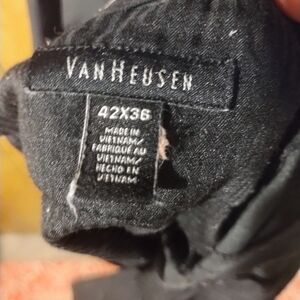 VAN HEUSEN
42X36
MADE IN
VIETNAM/
FABRIQUÉ AU
VIETNAM/
HECHO EN
VIETNAM